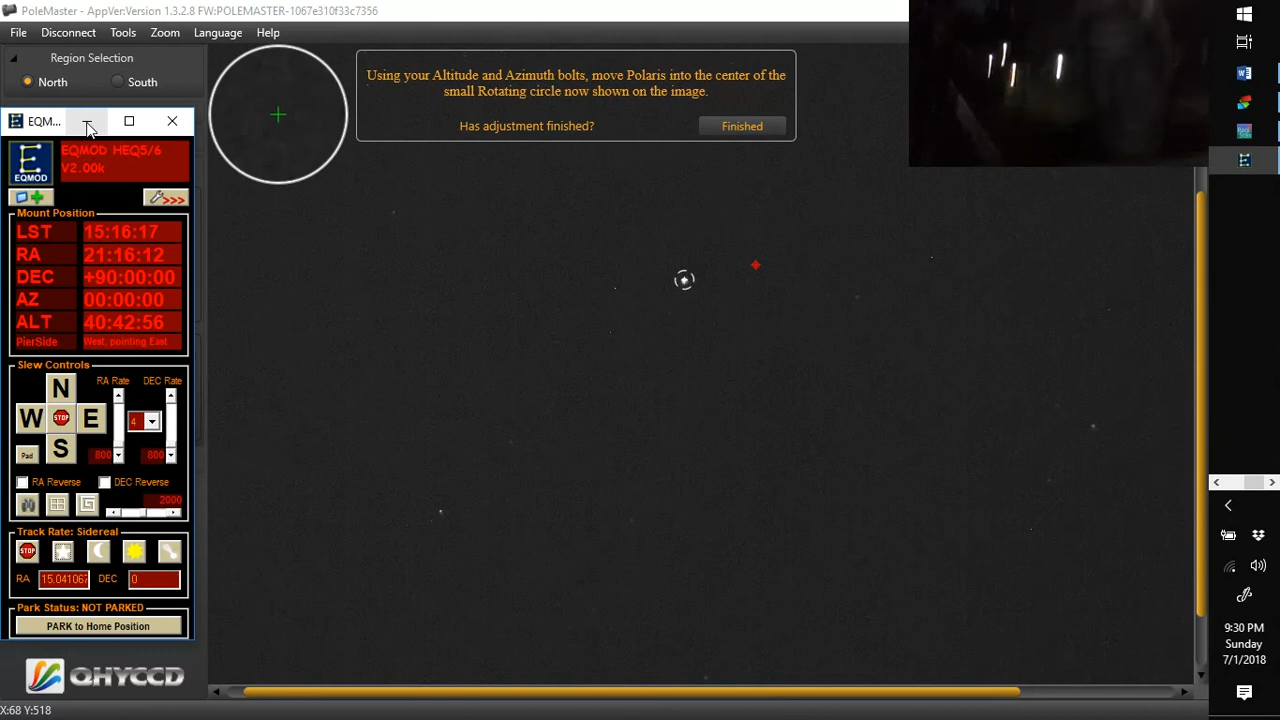 PoleMaster - AppVer:Version 1.3.2.8 FW:POLEMASTER-1067e310f33c7356
File Disconnect Tools Zoom Language Help
Region Selection
North South
Using your Altitude and Azimuth bolts, move Polaris into the center of the
small Rotating circle now shown on the image.
Has adjustment finished? Finished
EQM...
EQMOD HEQ5/6
V2.00k
EQMOD
>>>
Mount Position
LST 15:16:17
RA 21:16:12
DEC +90:00:00
AZ 00:00:00
ALT 40:42:56
PierSide West, pointing East
Slew Controls
RA Rate DEC Rate
N
W STOP E 4
S
Pad 800 800
RA Reverse DEC Reverse
2000
Track Rate: Sidereal
STOP
RA 15.041067 DEC 0
Park Status: NOT PARKED
PARK to Home Position
QHYCCD
X:68 Y:518
9:30 PM
Sunday
7/1/2018